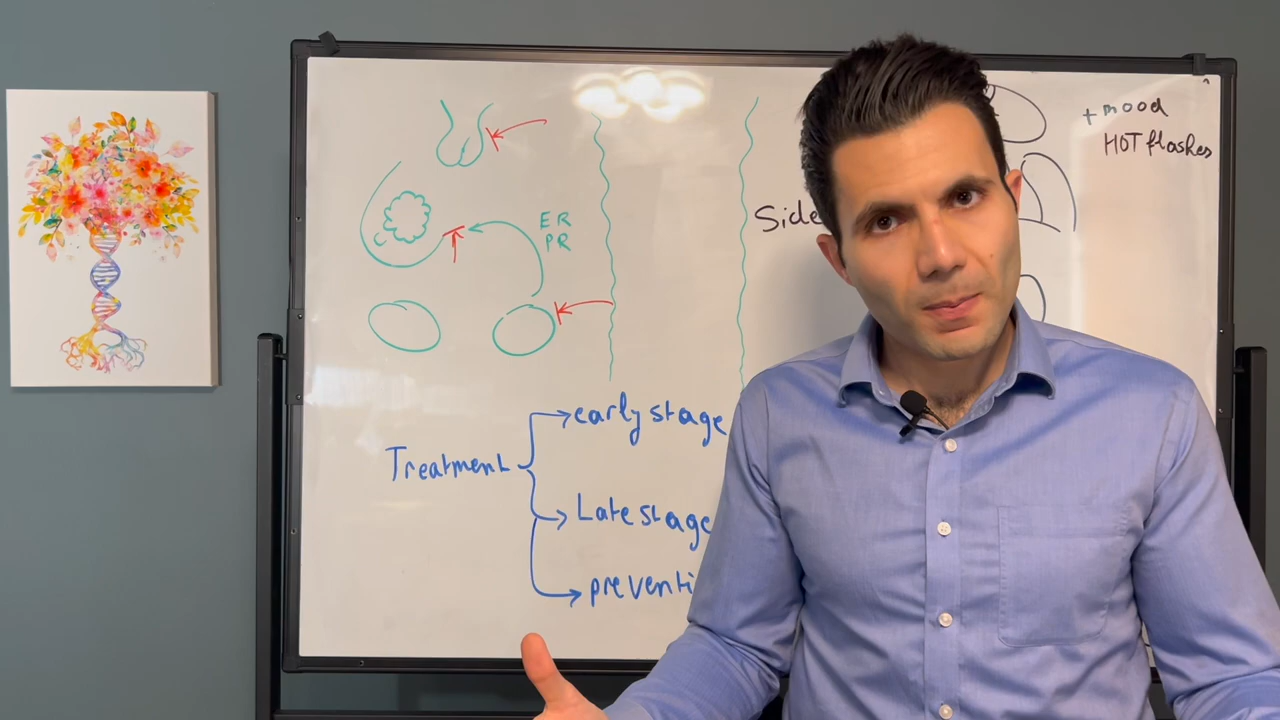 ER
PR
Side
+ mood
HOT flashes
Treatment
early stage
Late stage
preventi